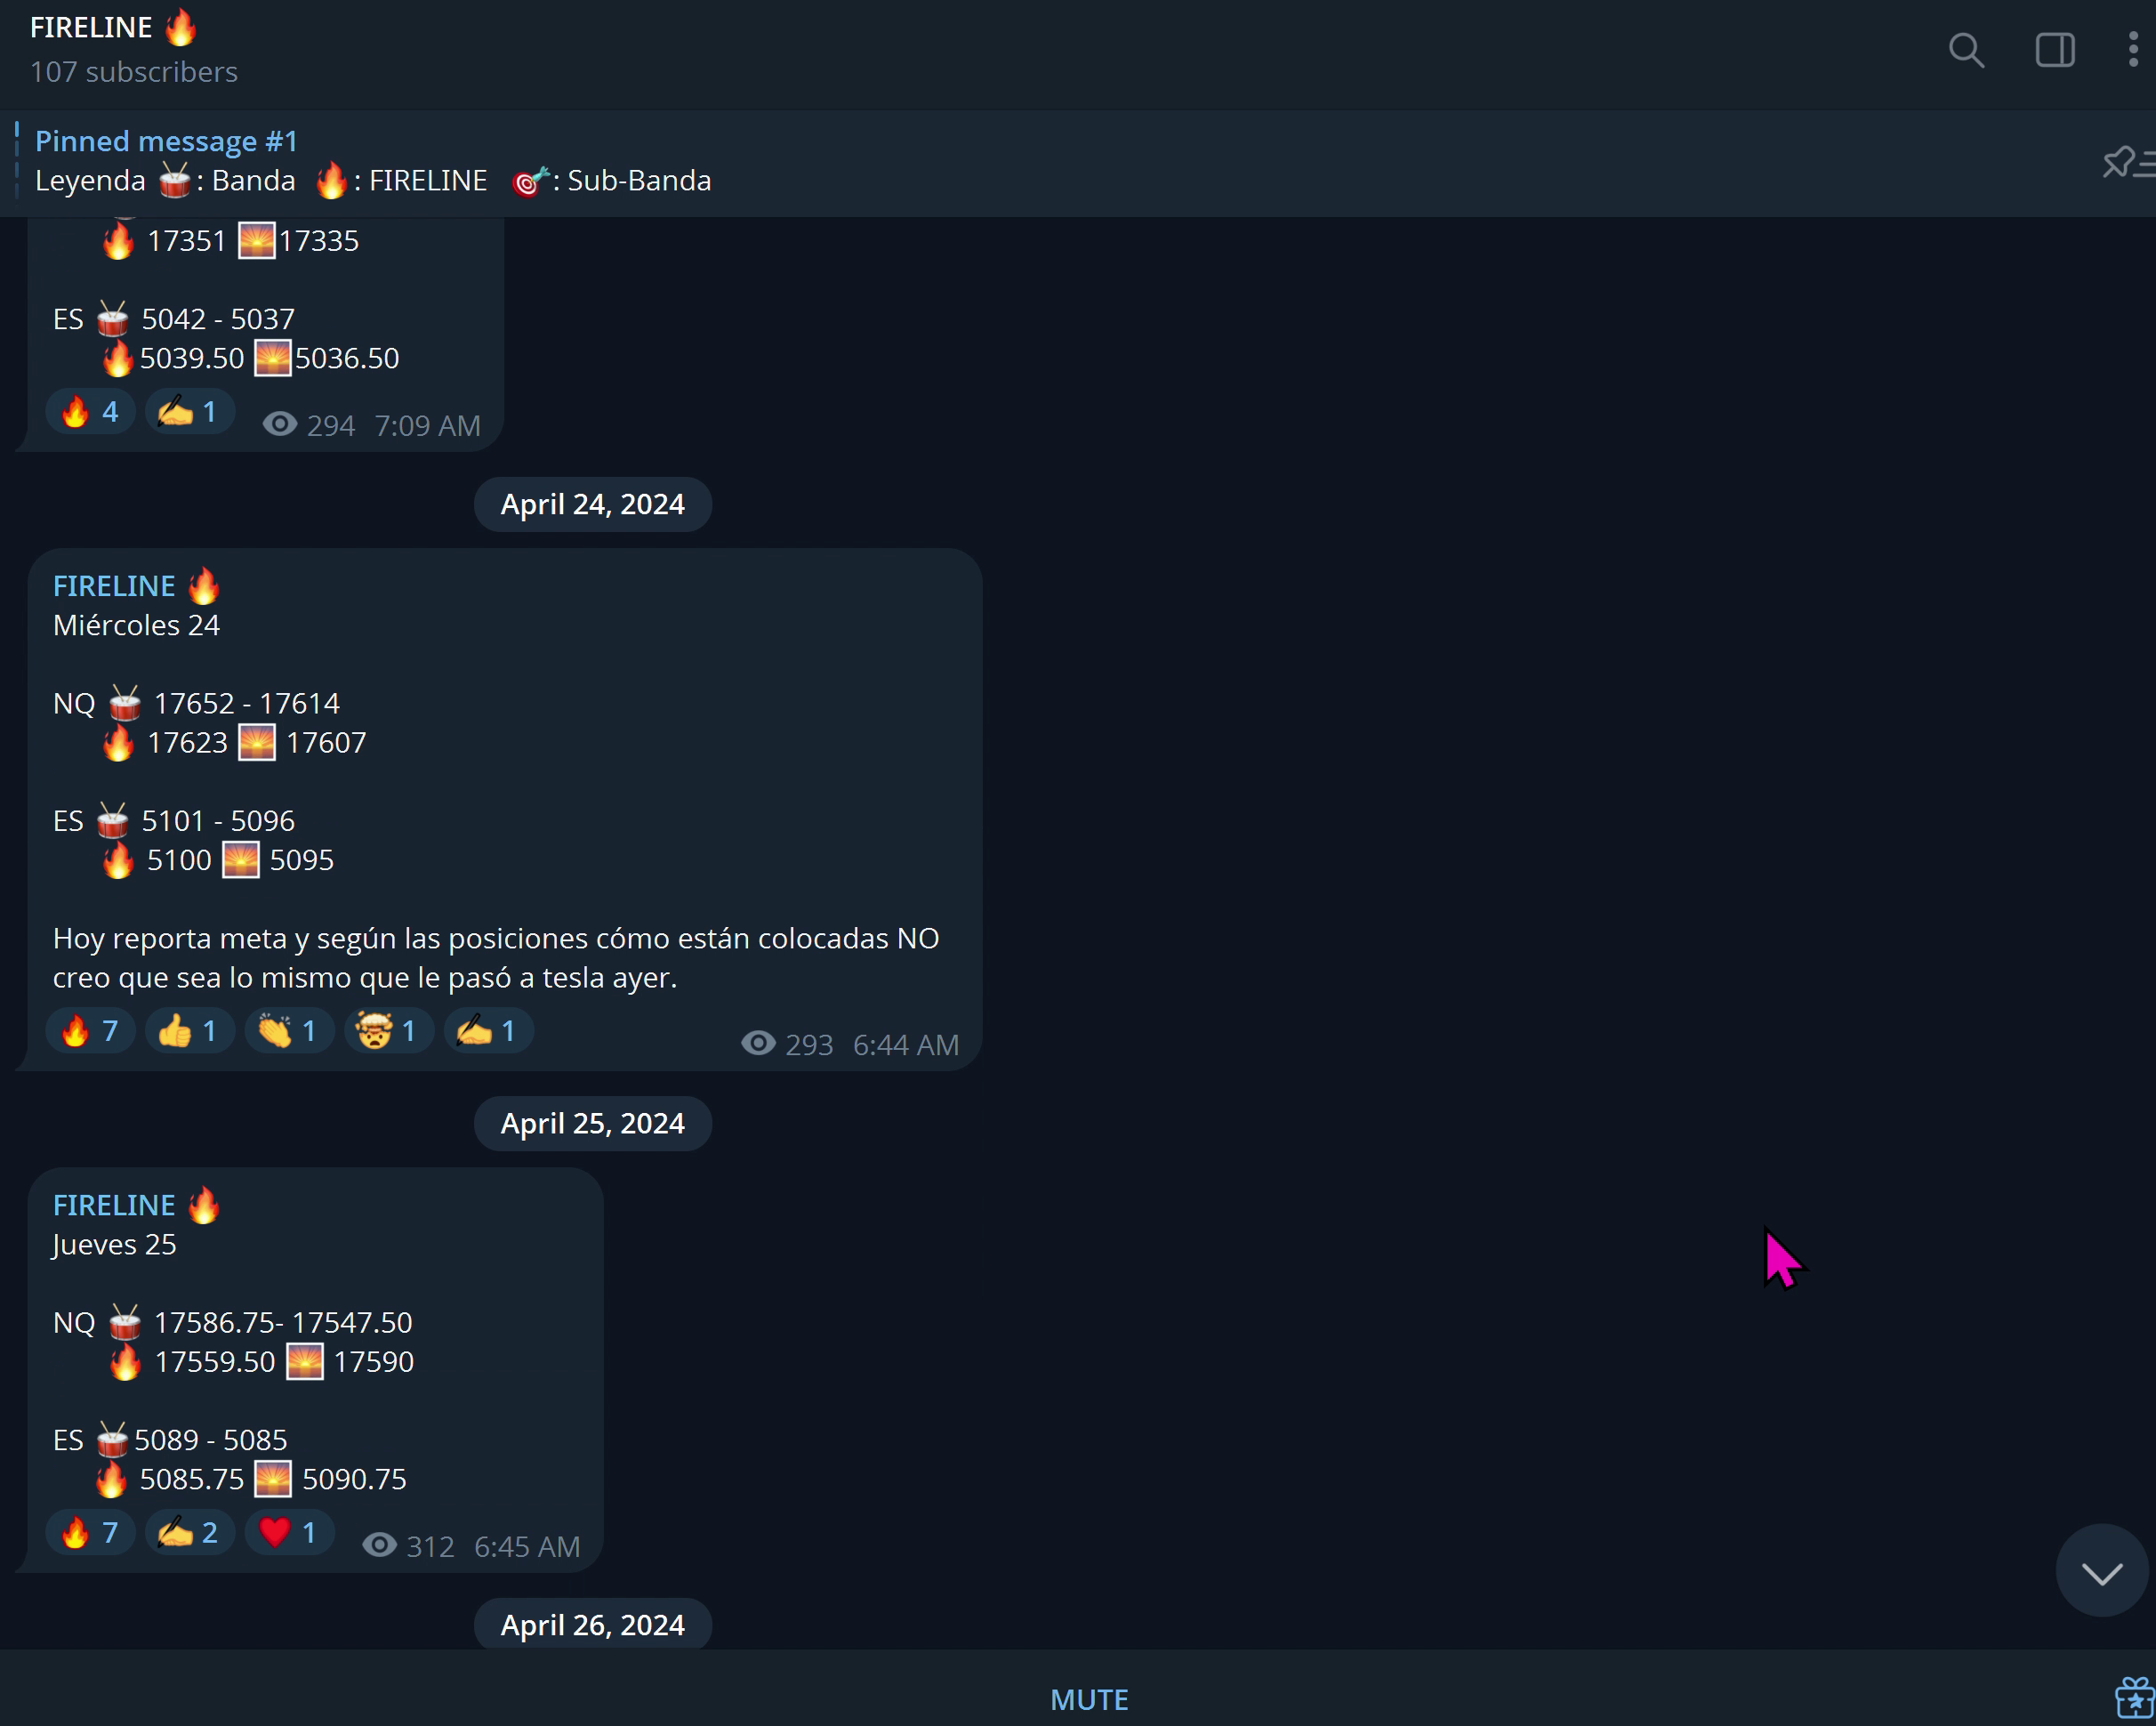 FIRELINE 🔥
107 subscribers
Pinned message #1
Leyenda 🥁: Banda 🔥: FIRELINE 🎯: Sub-Banda
🔥 17351 🌅17335
ES 🥁 5042 - 5037
🔥5039.50 🌅5036.50
🔥 4 ✍️ 1 294 7:09 AM
April 24, 2024
FIRELINE 🔥
Miércoles 24
NQ 🥁 17652 - 17614
🔥 17623 🌅 17607
ES 🥁 5101 - 5096
🔥 5100 🌅 5095
Hoy reporta meta y según las posiciones cómo están colocadas NO
creo que sea lo mismo que le pasó a tesla ayer.
🔥 7 👍 1 👏 1 🤯 1 ✍️ 1 293 6:44 AM
April 25, 2024
FIRELINE 🔥
Jueves 25
NQ 🥁 17586.75- 17547.50
🔥 17559.50 🌅 17590
ES 🥁5089 - 5085
🔥 5085.75 🌅 5090.75
🔥 7 ✍️ 2 ❤️ 1 312 6:45 AM
April 26, 2024
MUTE